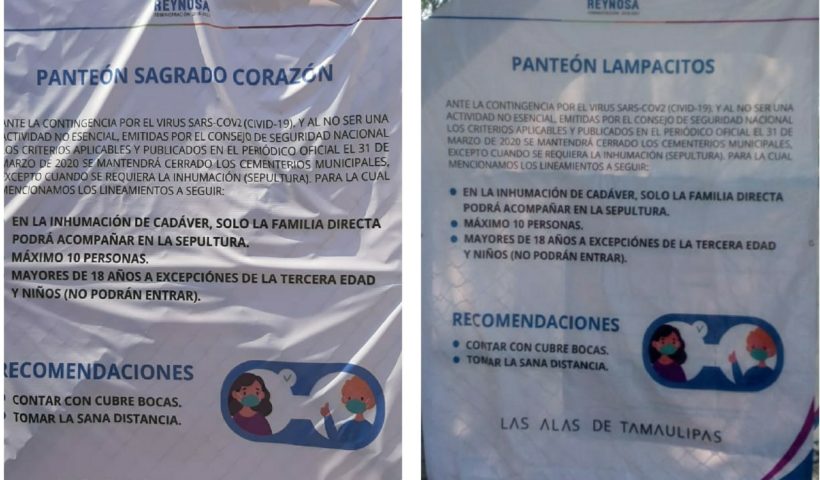 REYNOSA
PANTEÓN SAGRADO CORAZÓN
ANTE LA CONTINGENCIA POR EL VIRUS SARS-COV2 (CIVID-19), Y AL NO SER UNA
ACTIVIDAD NO ESENCIAL, EMITIDAS POR EL CONSEJO DE SEGURIDAD NACIONAL
LOS CRITERIOS APLICABLES Y PUBLICADOS EN EL PERIÓDICO OFICIAL EL 31 DE
MARZO DE 2020 SE MANTENDRÁ CERRADO LOS CEMENTERIOS MUNICIPALES,
EXCEPTO CUANDO SE REQUIERA LA INHUMACIÓN (SEPULTURA). PARA LA CUAL
MENCIONAMOS LOS LINEAMIENTOS A SEGUIR:
EN LA INHUMACIÓN DE CADÁVER, SOLO LA FAMILIA DIRECTA
PODRÁ ACOMPAÑAR EN LA SEPULTURA.
MÁXIMO 10 PERSONAS.
MAYORES DE 18 AÑOS A EXCEPCIÓNES DE LA TERCERA EDAD
Y NIÑOS (NO PODRÁN ENTRAR).
RECOMENDACIONES
CONTAR CON CUBRE BOCAS.
TOMAR LA SANA DISTANCIA.
REYNOSA
PANTEÓN LAMPACITOS
ANTE LA CONTINGENCIA POR EL VIRUS SARS-COV2 (CIVID-19), Y AL NO SER UNA
ACTIVIDAD NO ESENCIAL, EMITIDAS POR EL CONSEJO DE SEGURIDAD NACIONAL
LOS CRITERIOS APLICABLES Y PUBLICADOS EN EL PERIÓDICO OFICIAL EL 31 DE
MARZO DE 2020 SE MANTENDRÁ CERRADO LOS CEMENTERIOS MUNICIPALES,
EXCEPTO CUANDO SE REQUIERA LA INHUMACIÓN (SEPULTURA). PARA LA CUAL
MENCIONAMOS LOS LINEAMIENTOS A SEGUIR:
• EN LA INHUMACIÓN DE CADÁVER, SOLO LA FAMILIA DIRECTA
PODRÁ ACOMPAÑAR EN LA SEPULTURA.
• MÁXIMO 10 PERSONAS.
• MAYORES DE 18 AÑOS A EXCEPCIÓNES DE LA TERCERA EDAD
Y NIÑOS (NO PODRÁN ENTRAR).
RECOMENDACIONES
• CONTAR CON CUBRE BOCAS.
• TOMAR LA SANA DISTANCIA.
LAS ALAS DE TAMAULIPAS